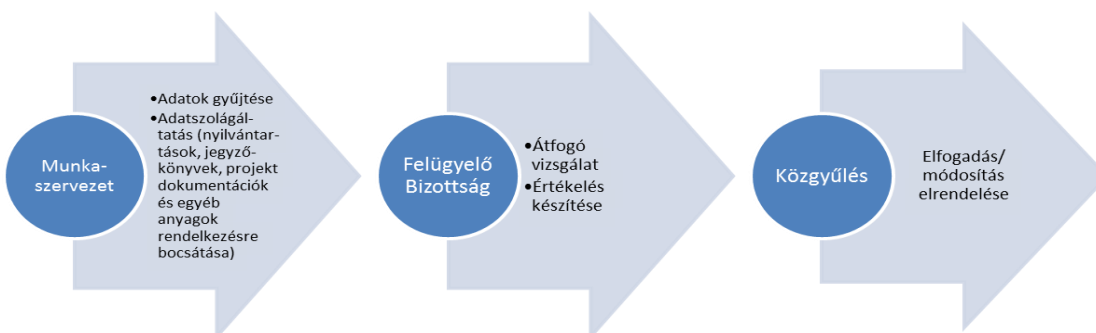 Munka-
szervezet
•Adatok gyűjtése
•Adatszolágál-
tatás (nyilvántar-
tások, jegyző-
könyvek, projekt
dokumentációk
és egyéb
anyagok
rendelkezésre
bocsátása)
Felügyelő
Bizottság
•Átfogó
vizsgálat
•Értékelés
készítése
Közgyűlés
Elfogadás/
módosítás
elrendelése